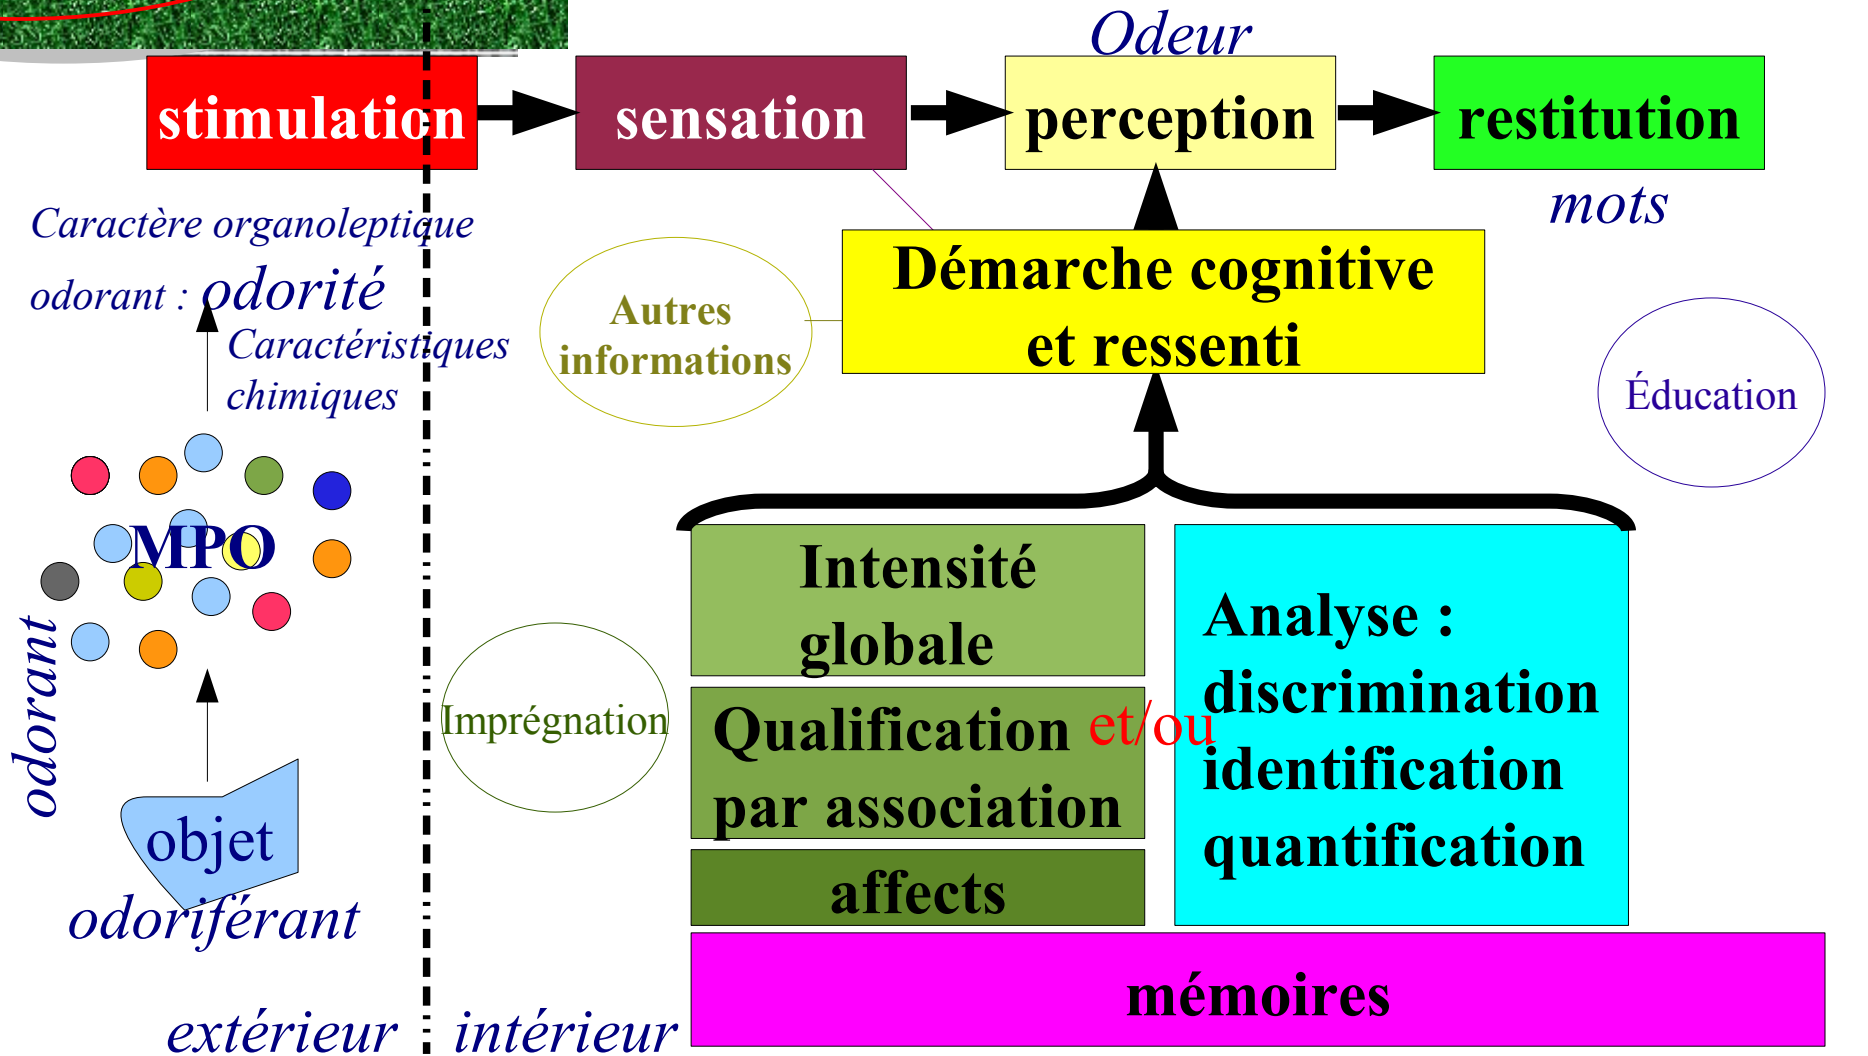 Odeur
stimulation
sensation
perception
restitution
mots
Caractère organoleptique
odorant : odorité
Caractéristiques
chimiques
Autres
informations
Démarche cognitive
et ressenti
Éducation
MPO
odorant
objet
odoriférant
Imprégnation
Intensité
globale
Qualification
par association
et/ou
affects
Analyse :
discrimination
identification
quantification
mémoires
extérieur
intérieur